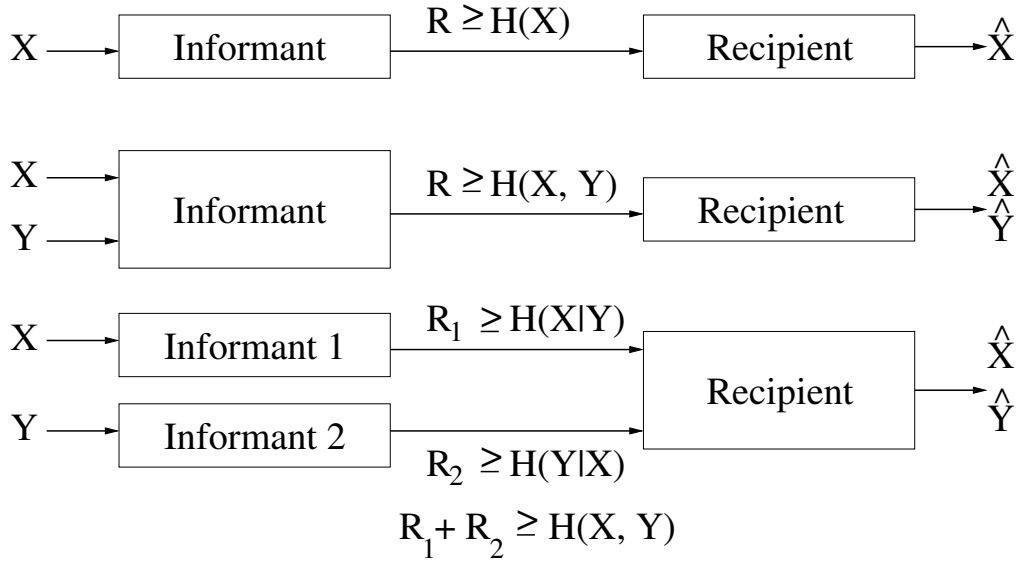 X Informant R ≥ H(X) Recipient X̂
X Informant R ≥ H(X, Y) Recipient X̂
Y Ŷ
X Informant 1 R₁ ≥ H(X|Y) Recipient X̂
Y Informant 2 R₂ ≥ H(Y|X) Ŷ
R₁+ R₂ ≥ H(X, Y)